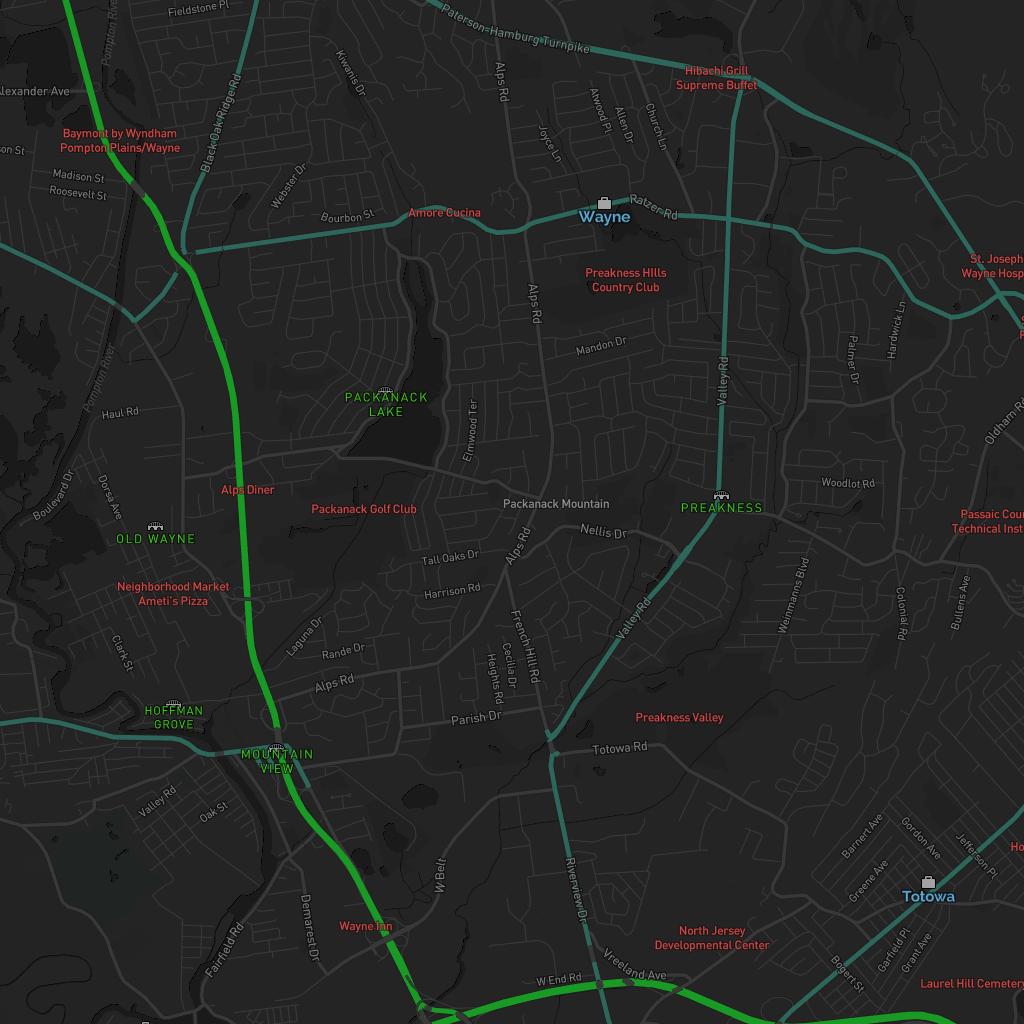 Fieldstone Pl
Pompton River
Paterson-Hamburg Turnpike
Kiwanis Dr
Alps Rd
Hibachi Grill
Supreme Buffet
Alexander Ave
Black Oak Ridge Rd
Atwood Pl
Allen Dr
Church Ln
Joyce Ln
Baymont by Wyndham
Pompton Plains/Wayne
son St
Madison St
Roosevelt St
Webster Dr
Bourbon St
Amore Cucina
Wayne
Ratzer Rd
Preakness HIlls
Country Club
St. Joseph
Wayne Hosp
Alps Rd
Mandon Dr
Hardwick Ln
Palmer Dr
Pompton River
Valley Rd
PACKANACK
LAKE
Haul Rd
Elmwood Ter
Oldham Rd
Boulevard Dr
Dorsa Ave
Alps Diner
Packanack Golf Club
Packanack Mountain
PREAKNESS
Woodlot Rd
Passaic Coun
Technical Inst
OLD WAYNE
Nellis Dr
Alps Rd
Tall Oaks Dr
Harrison Rd
Neighborhood Market
Ameti's Pizza
Weinmanns Blvd
Colonial Rd
Bullens Ave
Valley Rd
Laguna Dr
Clark St
Rande Dr
French Hill Rd
Cecilia Dr
Heights Rd
Alps Rd
HOFFMAN
GROVE
Parish Dr
Preakness Valley
MOUNTAIN
VIEW
Totowa Rd
Valley Rd
Oak St
Barnert Ave
Gordon Ave
Jefferson Pl
Ho
Greene Ave
W Belt
Riverview Dr
Totowa
Demarest Dr
Fairfield Rd
Wayne Inn
North Jersey
Developmental Center
Garfield Pl
Grant Ave
Bogert St
Vreeland Ave
W End Rd
Laurel Hill Cemetery